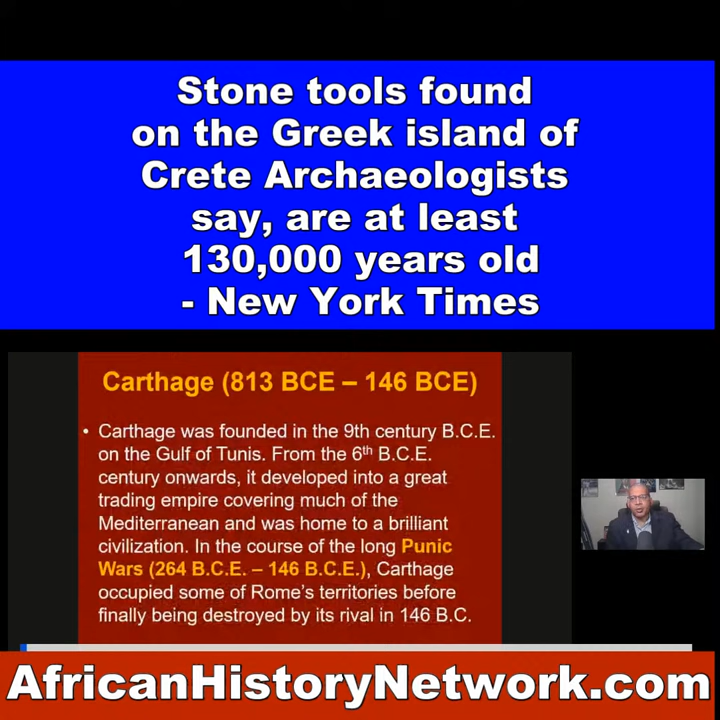 Stone tools found
on the Greek island of
Crete Archaeologists
say, are at least
130,000 years old
- New York Times
Carthage (813 BCE – 146 BCE)
• Carthage was founded in the 9th century B.C.E.
on the Gulf of Tunis. From the 6th B.C.E.
century onwards, it developed into a great
trading empire covering much of the
Mediterranean and was home to a brilliant
civilization. In the course of the long Punic
Wars (264 B.C.E. – 146 B.C.E.), Carthage
occupied some of Rome’s territories before
finally being destroyed by its rival in 146 B.C.
AfricanHistoryNetwork.com